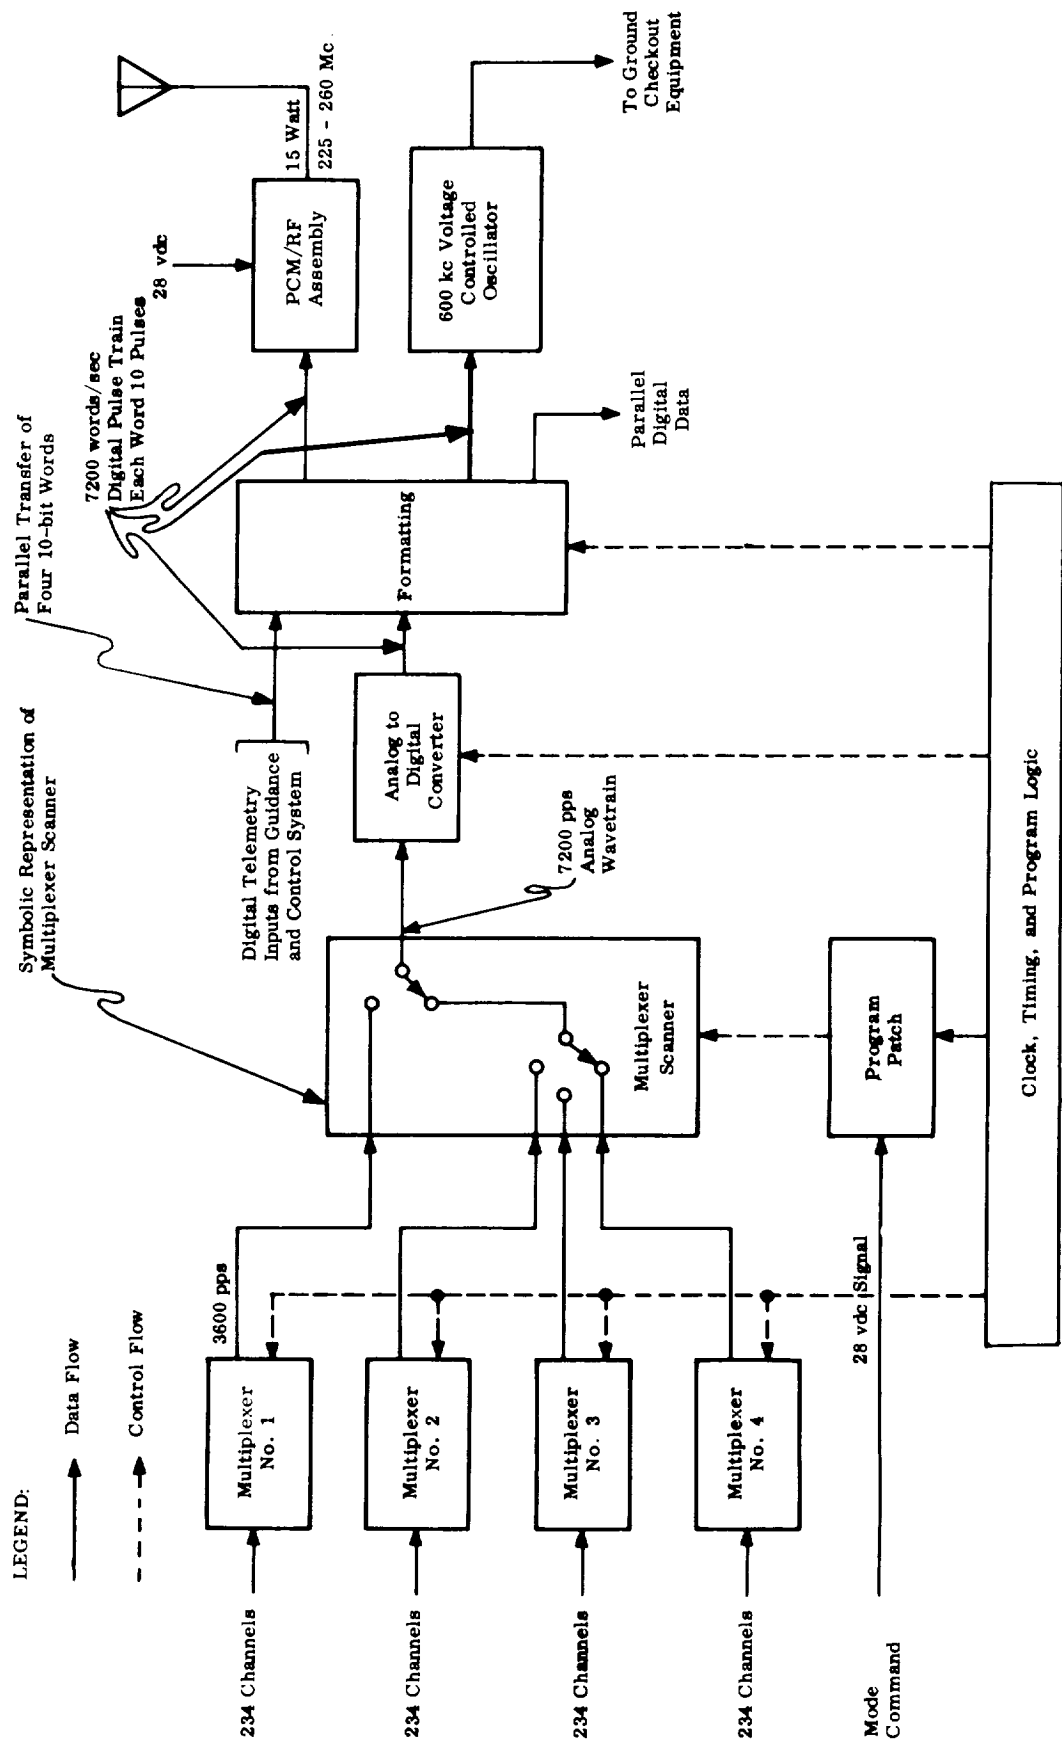 LEGEND:
Data Flow
Control Flow
234 Channels
234 Channels
234 Channels
234 Channels
Mode
Command
Multiplexer
No. 1
Multiplexer
No. 2
Multiplexer
No. 3
Multiplexer
No. 4
3600 pps
28 vdc Signal
Symbolic Representation of
Multiplexer Scanner
Multiplexer
Scanner
Program
Patch
Clock, Timing, and Program Logic
7200 pps
Analog
Wavetrain
Digital Telemetry
Inputs from Guidance
and Control System
Analog to
Digital
Converter
Parallel Transfer of
Four 10-bit Words
Formatting
7200 words/sec
Digital Pulse Train
Each Word 10 Pulses
28 vdc
Parallel
Digital
Data
PCM/RF
Assembly
600 kc Voltage
Controlled
Oscillator
15 Watt
225 - 260 Mc
To Ground
Checkout
Equipment